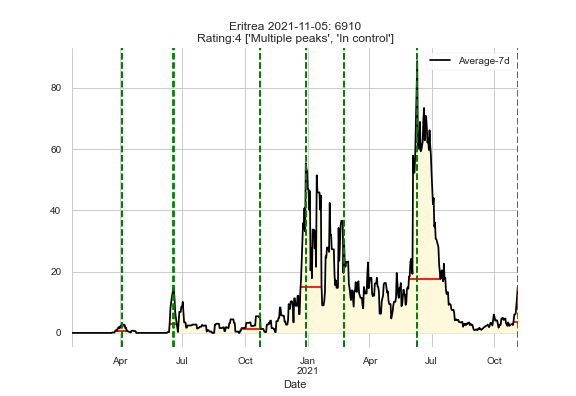 Eritrea 2021-11-05: 6910
Rating:4 ['Multiple peaks', 'In control']
Average-7d
80
60
40
20
0
Apr
Jul
Oct
Jan
2021
Apr
Jul
Oct
Date